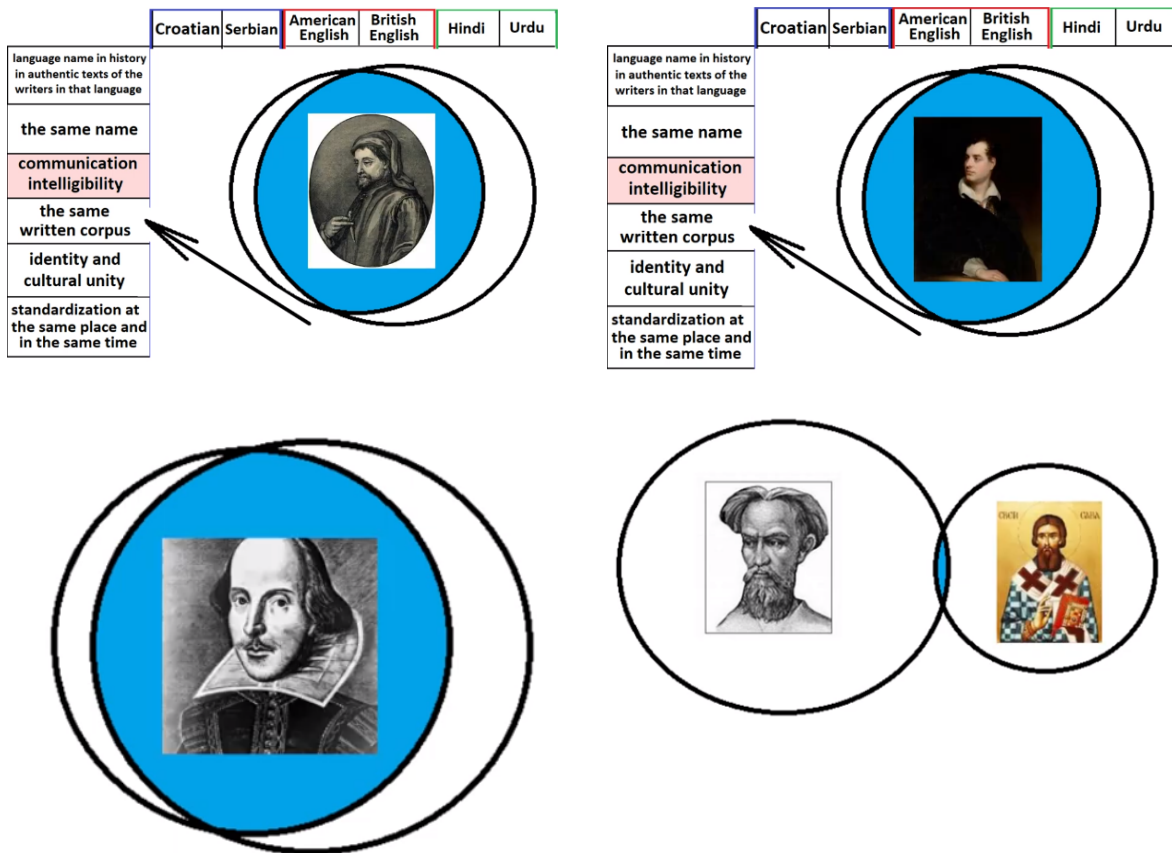 Croatian Serbian American English British English Hindi Urdu
language name in history
in authentic texts of the
writers in that language
the same name
communication
intelligibility
the same
written corpus
identity and
cultural unity
standardization at
the same place and
in the same time
Croatian Serbian American English British English Hindi Urdu
language name in history
in authentic texts of the
writers in that language
the same name
communication
intelligibility
the same
written corpus
identity and
cultural unity
standardization at
the same place and
in the same time